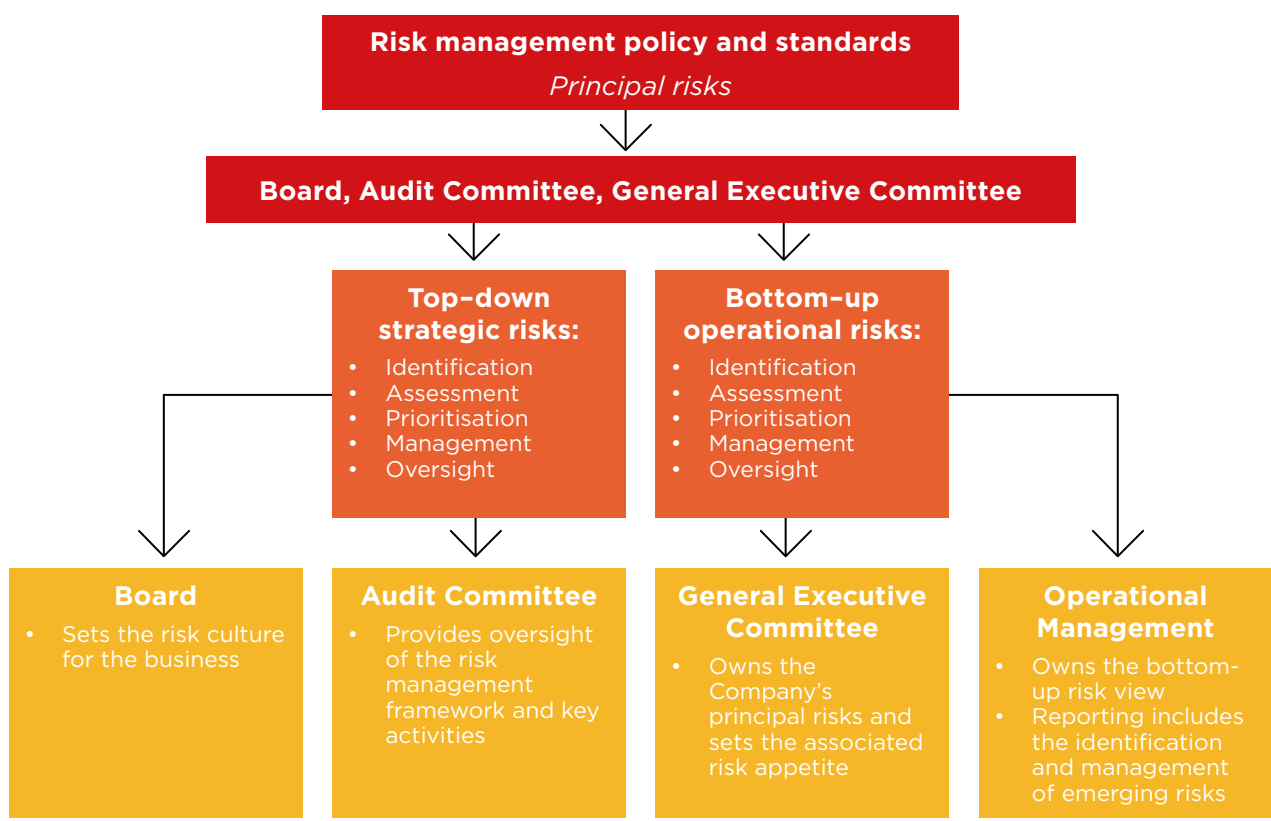 Risk management policy and standards
Principal risks
Board, Audit Committee, General Executive Committee
Top–down
strategic risks:
• Identification
• Assessment
• Prioritisation
• Management
• Oversight
Bottom–up
operational risks:
• Identification
• Assessment
• Prioritisation
• Management
• Oversight
Board
• Sets the risk culture
for the business
Audit Committee
• Provides oversight
of the risk
management
framework and key
activities
General Executive
Committee
• Owns the
Company’s
principal risks and
sets the associated
risk appetite
Operational
Management
• Owns the bottom-
up risk view
• Reporting includes
the identification
and management
of emerging risks